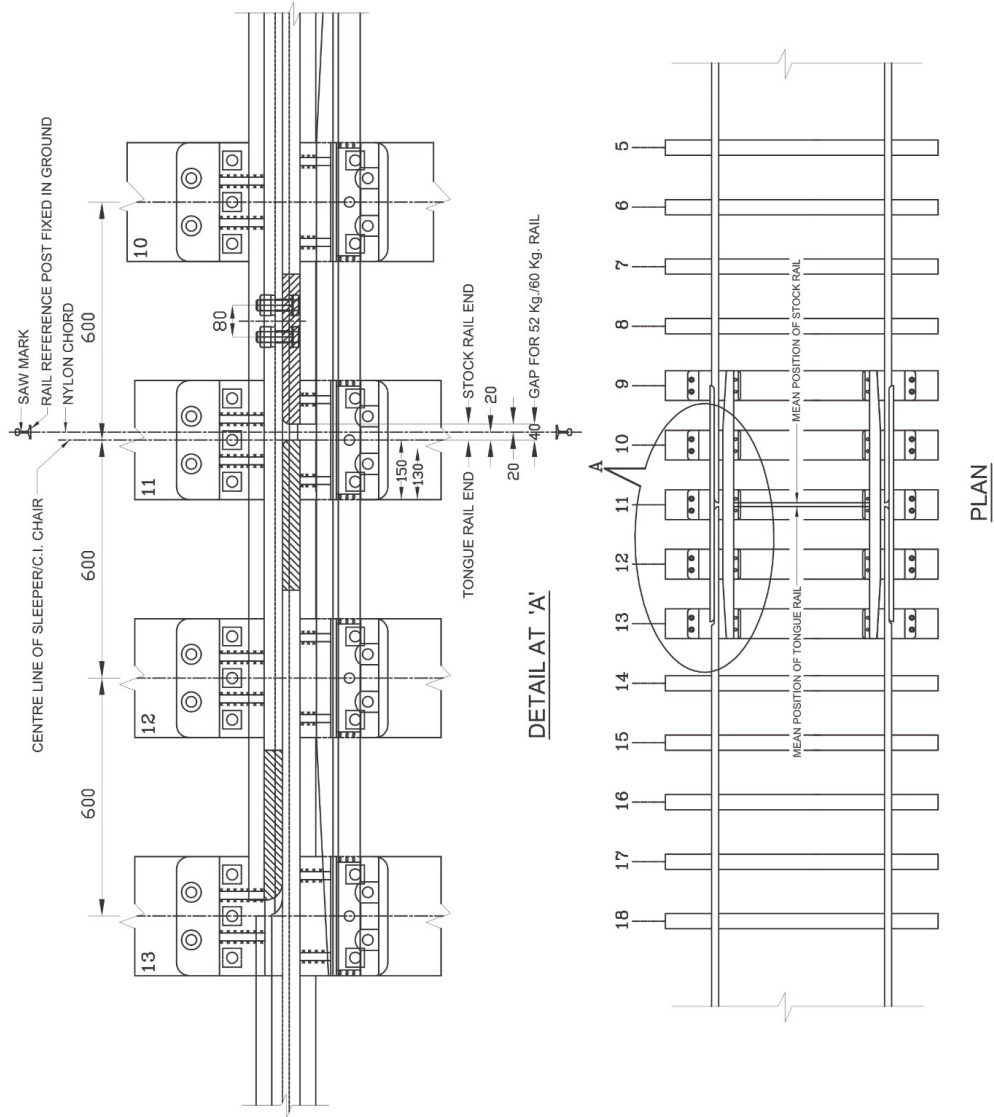 SAW MARK
RAIL REFERENCE POST FIXED IN GROUND
NYLON CHORD
CENTRE LINE OF SLEEPER/C.I. CHAIR
600
600
600
80
13
12
11
10
150
130
20
20
40
TONGUE RAIL END
STOCK RAIL END
GAP FOR 52 Kg./60 Kg. RAIL
DETAIL AT 'A'
A
18
17
16
15
14
13
12
11
10
9
8
7
6
5
MEAN POSITION OF TONGUE RAIL
MEAN POSITION OF STOCK RAIL
PLAN